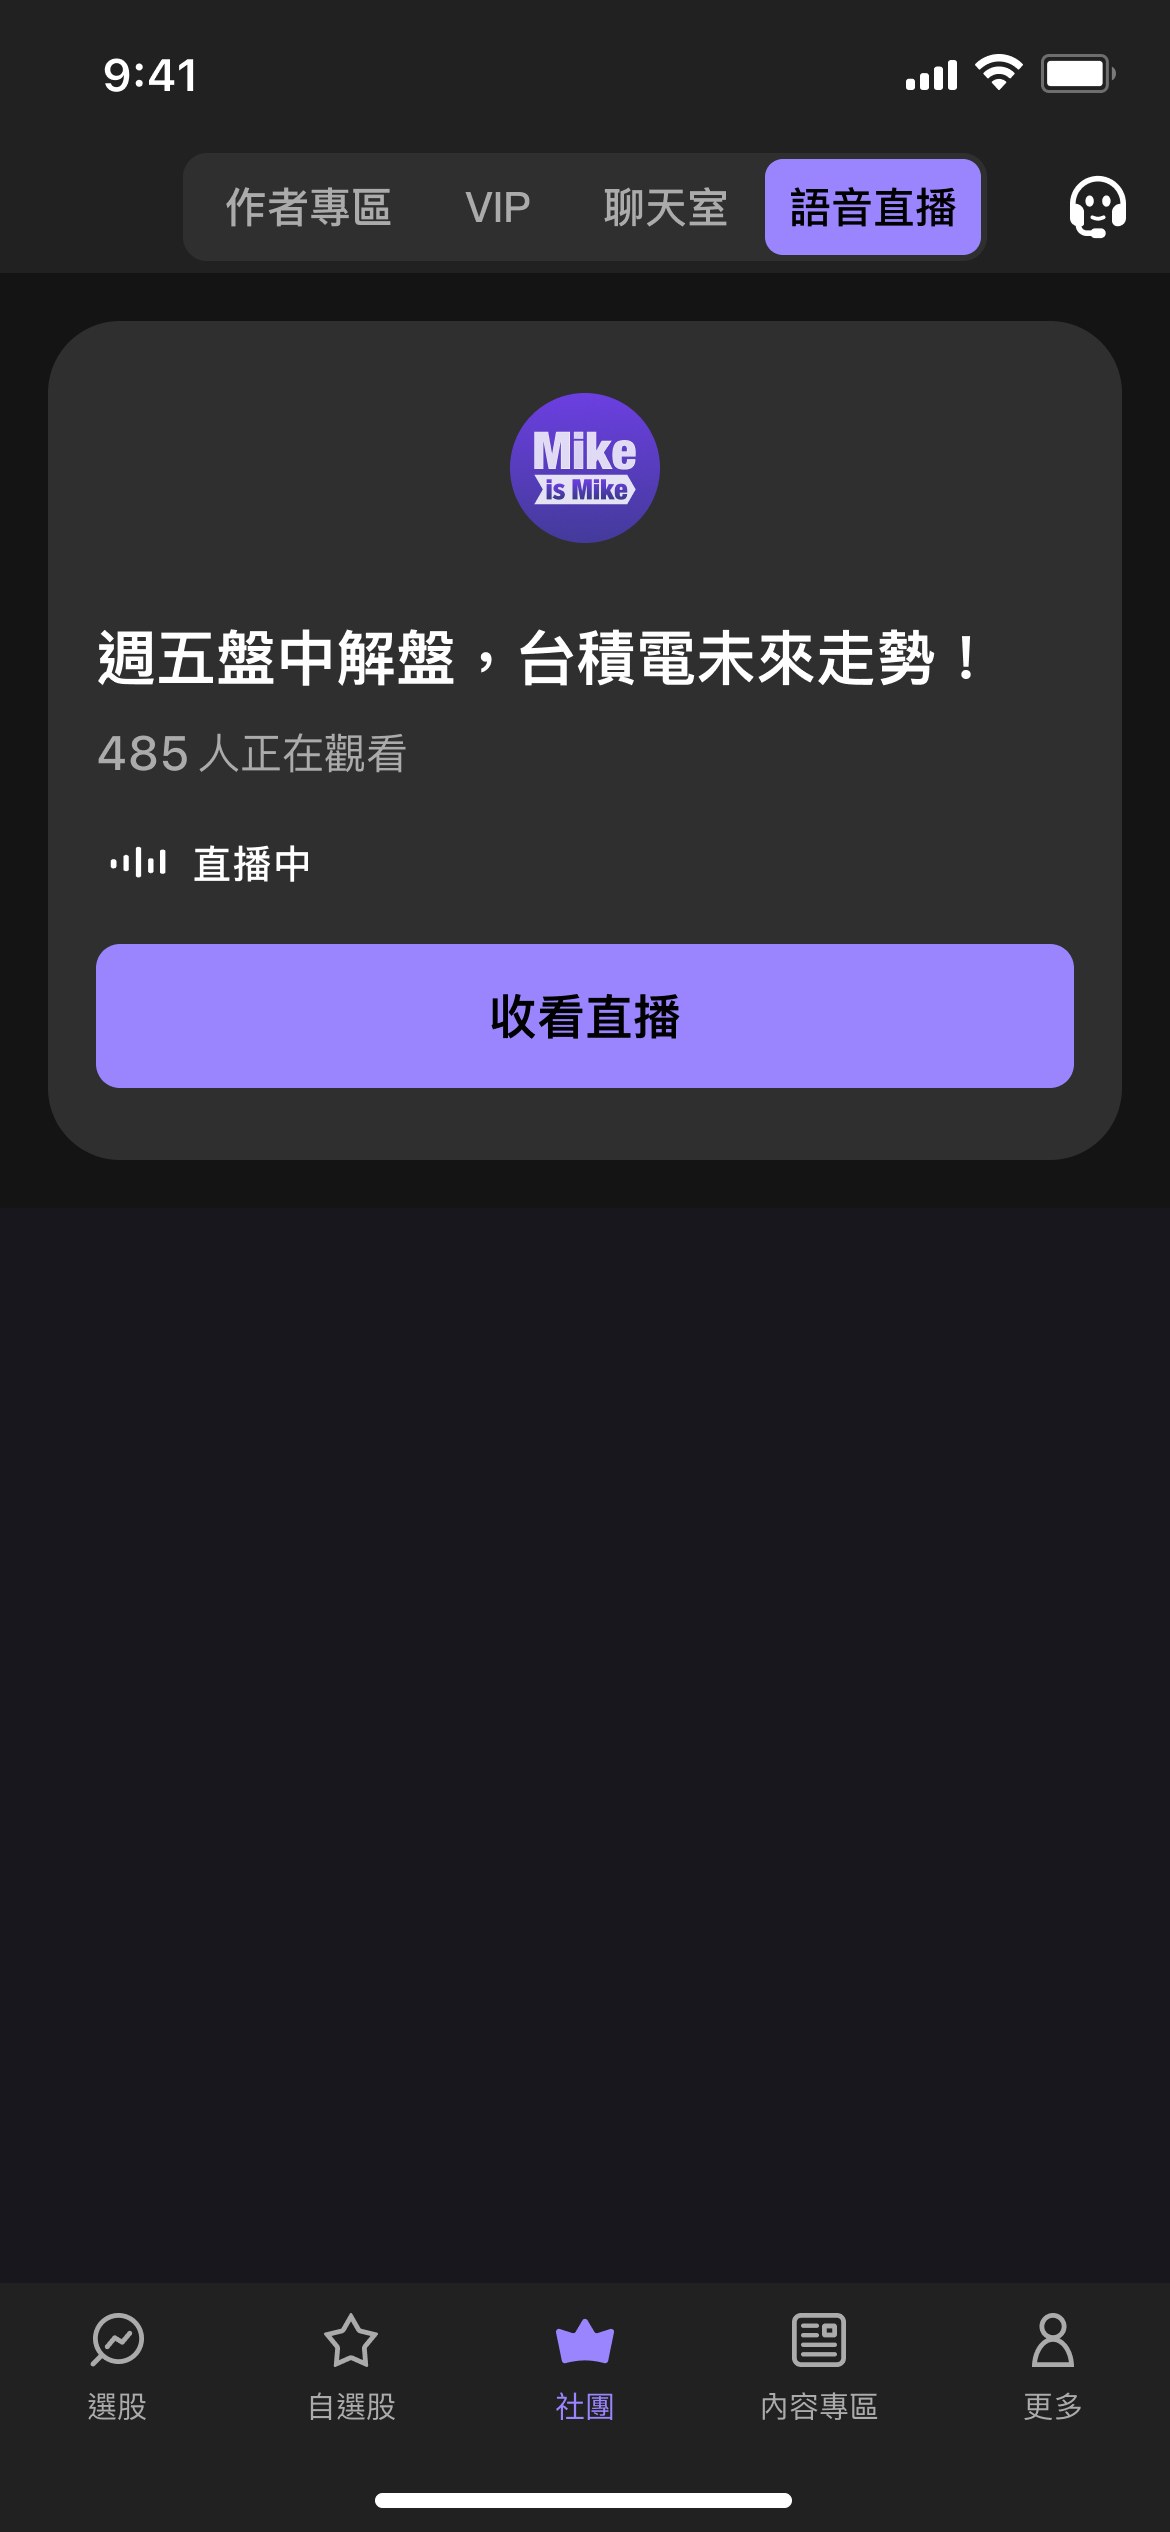 9:41
作者專區 VIP 聊天室 語音直播
Mike
is Mike
週五盤中解盤，台積電未來走勢！
485 人正在觀看
直播中
收看直播
選股 自選股 社團 內容專區 更多